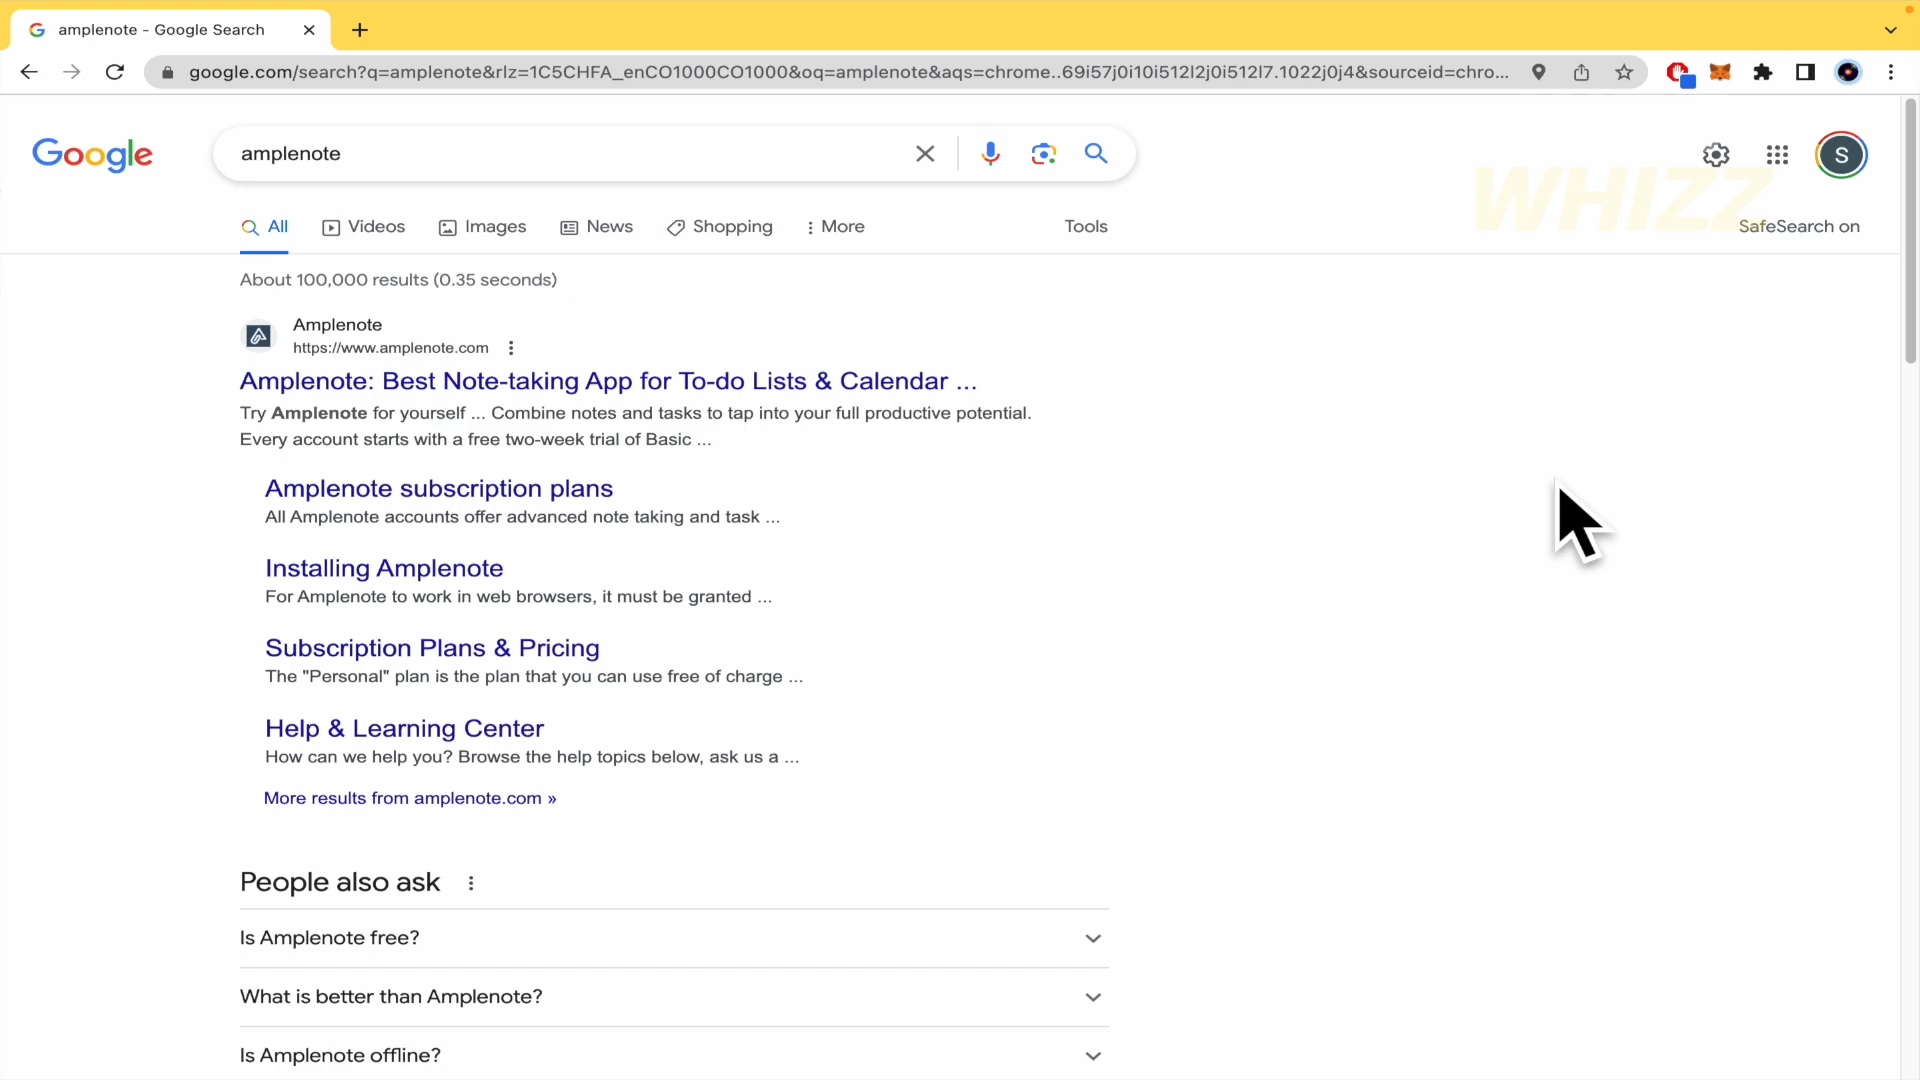 amplenote - Google Search
google.com/search?q=amplenote&rlz=1C5CHFA_enCO1000CO1000&oq=amplenote&aqs=chrome..69i57j0i10i512l2j0i512l7.1022j0j4&sourceid=chro...
Google
amplenote
S
WHIZZ
All Videos Images News Shopping More Tools SafeSearch on
About 100,000 results (0.35 seconds)
Amplenote
https://www.amplenote.com
Amplenote: Best Note-taking App for To-do Lists & Calendar ...
Try Amplenote for yourself ... Combine notes and tasks to tap into your full productive potential.
Every account starts with a free two-week trial of Basic ...
Amplenote subscription plans
All Amplenote accounts offer advanced note taking and task ...
Installing Amplenote
For Amplenote to work in web browsers, it must be granted ...
Subscription Plans & Pricing
The "Personal" plan is the plan that you can use free of charge ...
Help & Learning Center
How can we help you? Browse the help topics below, ask us a ...
More results from amplenote.com »
People also ask
Is Amplenote free?
What is better than Amplenote?
Is Amplenote offline?